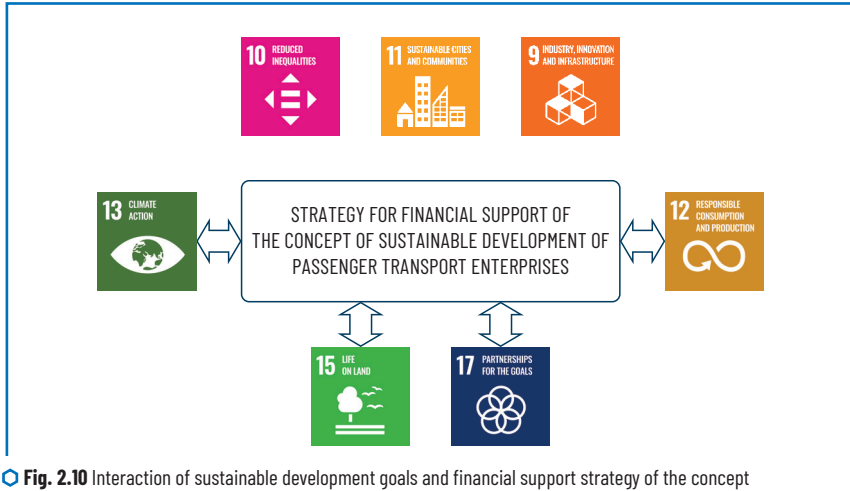 10 REDUCED
INEQUALITIES
11 SUSTAINABLE CITIES
AND COMMUNITIES
9 INDUSTRY, INNOVATION
AND INFRASTRUCTURE
13 CLIMATE
ACTION
STRATEGY FOR FINANCIAL SUPPORT OF
THE CONCEPT OF SUSTAINABLE DEVELOPMENT OF
PASSENGER TRANSPORT ENTERPRISES
12 RESPONSIBLE
CONSUMPTION
AND PRODUCTION
15 LIFE
ON LAND
17 PARTNERSHIPS
FOR THE GOALS
Fig. 2.10 Interaction of sustainable development goals and financial support strategy of the concept